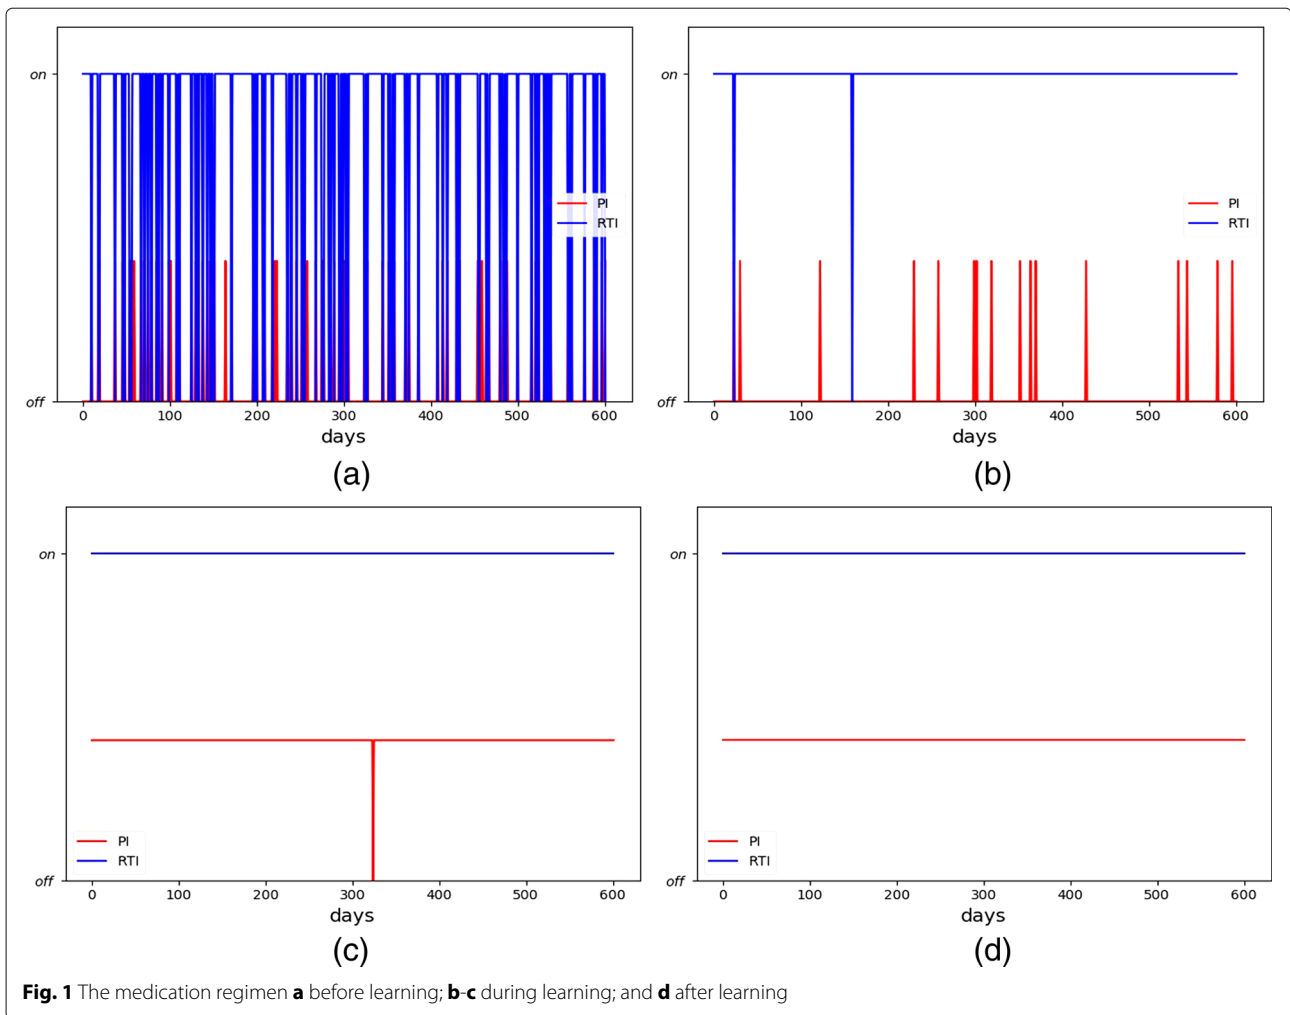 on
PI
RTI
off
0 100 200 300 400 500 600
days
(a)
on
PI
RTI
off
0 100 200 300 400 500 600
days
(b)
on
PI
RTI
off
0 100 200 300 400 500 600
days
(c)
on
PI
RTI
off
0 100 200 300 400 500 600
days
(d)
Fig. 1 The medication regimen a before learning; b-c during learning; and d after learning